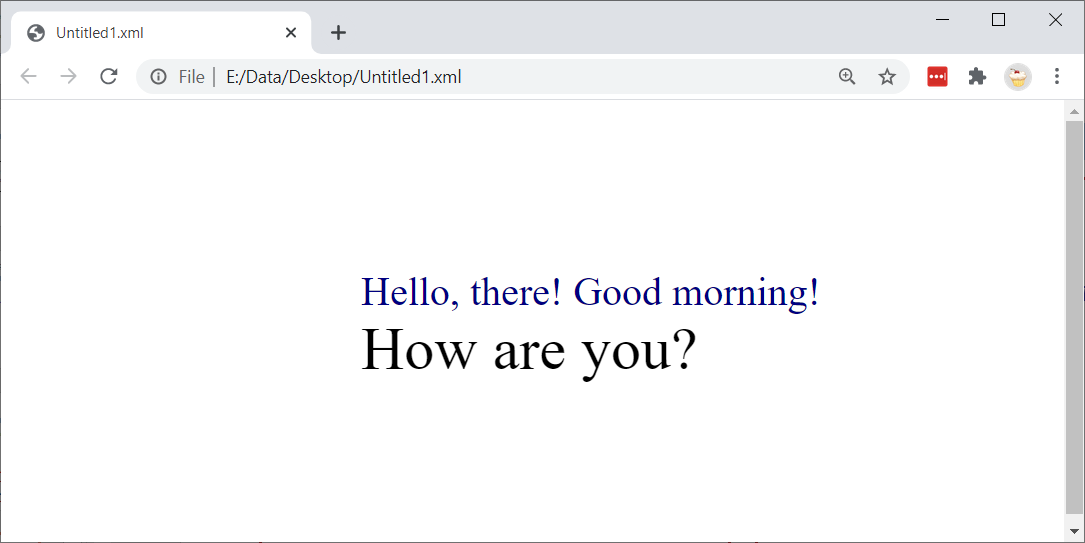 Untitled1.xml
File | E:/Data/Desktop/Untitled1.xml
Hello, there! Good morning!
How are you?